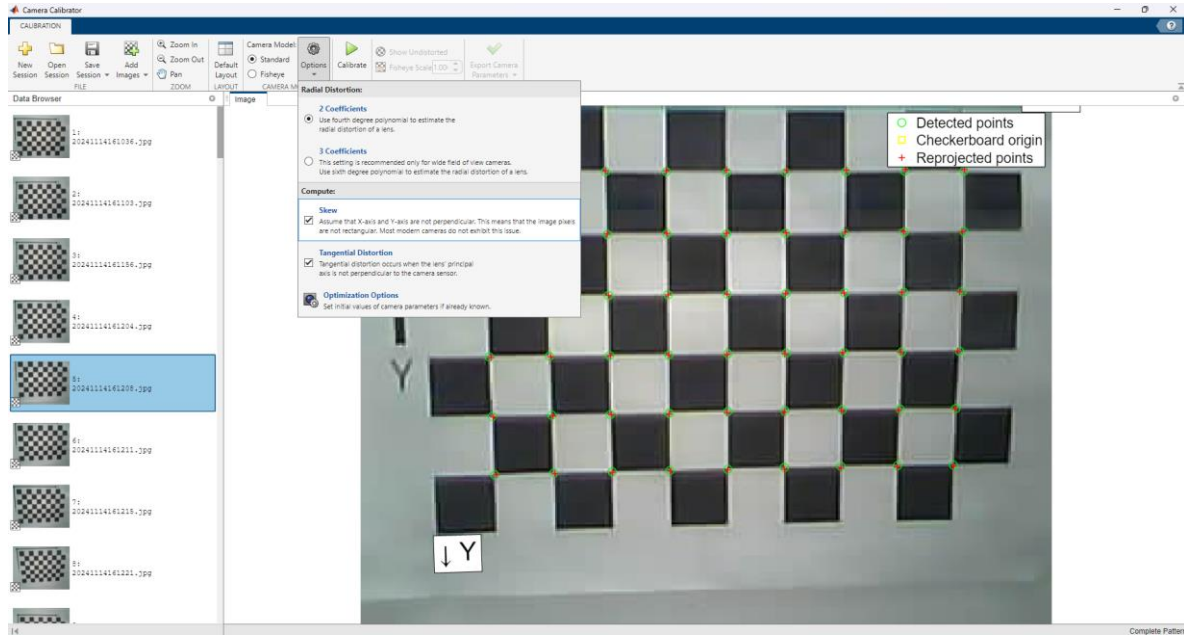 Camera Calibrator
CALIBRATION
New Session
Open Session
Save Session
Add Images
Zoom In
Zoom Out
Pan
Default Layout
Camera Model:
Standard
Fisheye
Options
Calibrate
Show Undistorted
Fisheye Scale 1.00
Export Camera Parameters
FILE
ZOOM
LAYOUT
CAMERA M
Data Browser
Image
Radial Distortion:
2 Coefficients
Use fourth degree polynomial to estimate the
radial distortion of a lens.
3 Coefficients
This setting is recommended only for wide field of view cameras.
Use sixth degree polynomial to estimate the radial distortion of a lens.
Compute:
Skew
Assume that X-axis and Y-axis are not perpendicular. This means that the image pixels
are not rectangular. Most modern cameras do not exhibit this issue.
Tangential Distortion
Tangential distortion occurs when the lens' principal
axis is not perpendicular to the camera sensor.
Optimization Options
Set initial values of camera parameters if already known.
1:
20241114161036.jpg
2:
20241114161103.jpg
3:
20241114161156.jpg
4:
20241114161204.jpg
5:
20241114161208.jpg
6:
20241114161211.jpg
7:
20241114161215.jpg
8:
20241114161221.jpg
Detected points
Checkerboard origin
Reprojected points
Y
↓ Y
Complete Patter